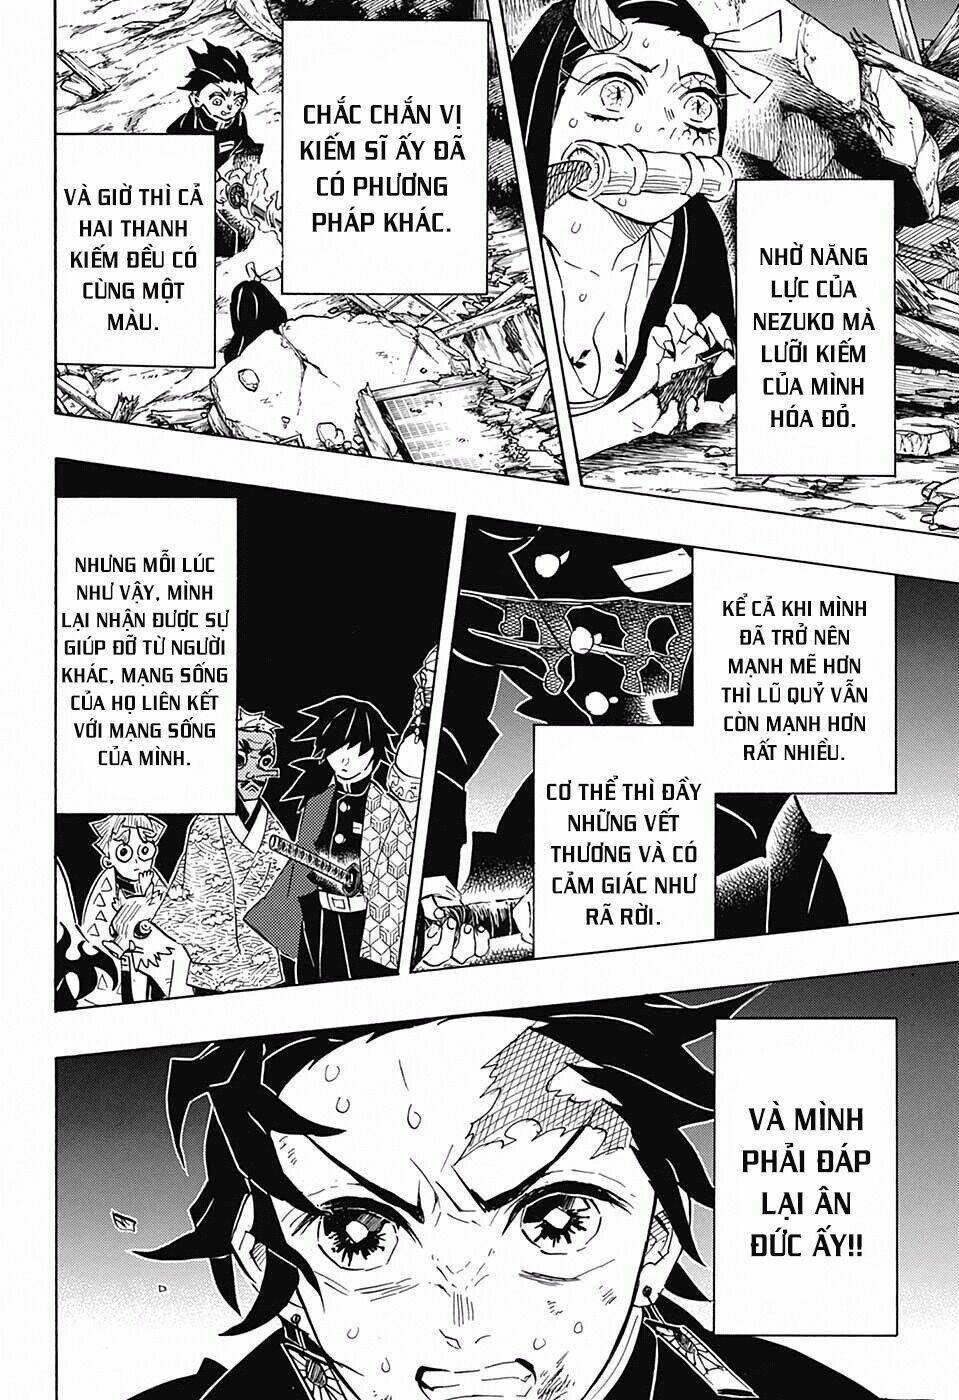 NHỜ NĂNG
LỰC CỦA
NEZUKO MÀ
LƯỠI KIẾM
CỦA MÌNH
HÓA ĐỎ.
CHẮC CHẮN VỊ
KIẾM SĨ ẤY ĐÃ
CÓ PHƯƠNG
PHÁP KHÁC.
VÀ GIỜ THÌ CẢ
HAI THANH
KIẾM ĐỀU CÓ
CÙNG MỘT
MÀU.
KỂ CẢ KHI MÌNH
ĐÃ TRỞ NÊN
MẠNH MẼ HƠN
THÌ LŨ QUỶ VẪN
CÒN MẠNH HƠN
RẤT NHIỀU.
CƠ THỂ THÌ ĐẦY
NHỮNG VẾT
THƯƠNG VÀ CÓ
CẢM GIÁC NHƯ
RÃ RỜI.
NHƯNG MỖI LÚC
NHƯ VẬY, MÌNH
LẠI NHẬN ĐƯỢC SỰ
GIÚP ĐỠ TỪ NGƯỜI
KHÁC, MẠNG SỐNG
CỦA HỌ LIÊN KẾT
VỚI MẠNG SỐNG
CỦA MÌNH.
VÀ MÌNH
PHẢI ĐÁP
LẠI ÂN
ĐỨC ẤY!!